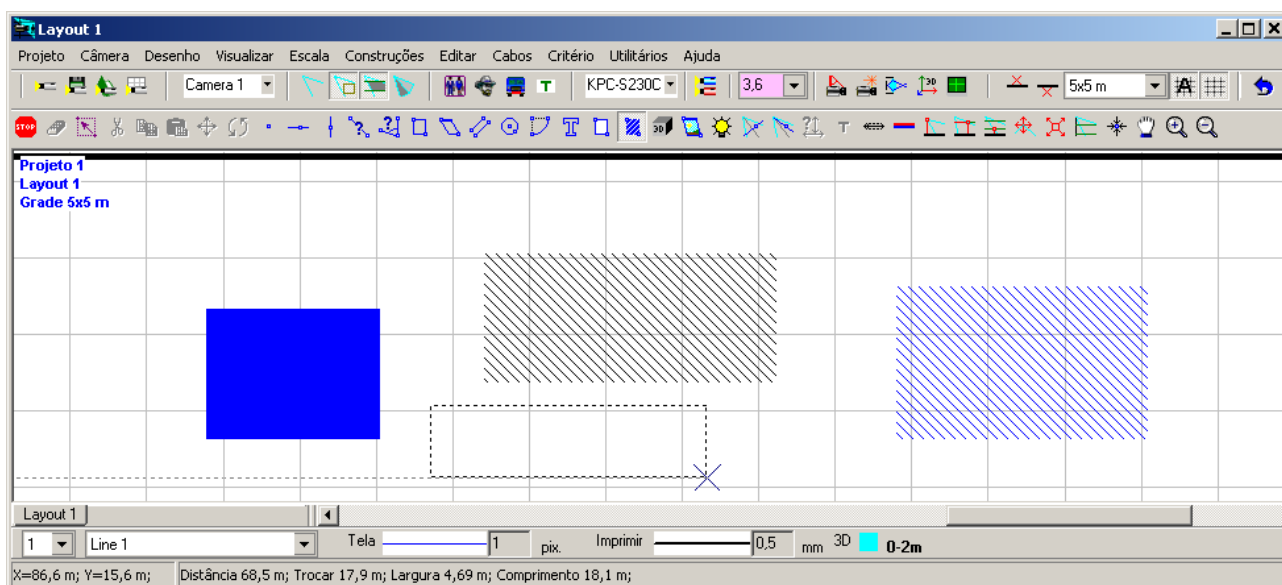 Layout 1
Projeto Câmera Desenho Visualizar Escala Construções Editar Cabos Critério Utilitários Ajuda
Camera 1 T KPC-S230C 3,6 3D 5x5 m A
STOP T 3D T
Projeto 1
Layout 1
Grade 5x5 m
Layout 1
1 Line 1 Tela 1 pix. Imprimir 0,5 mm 3D 0-2m
X=86,6 m; Y=15,6 m; Distância 68,5 m; Trocar 17,9 m; Largura 4,69 m; Comprimento 18,1 m;